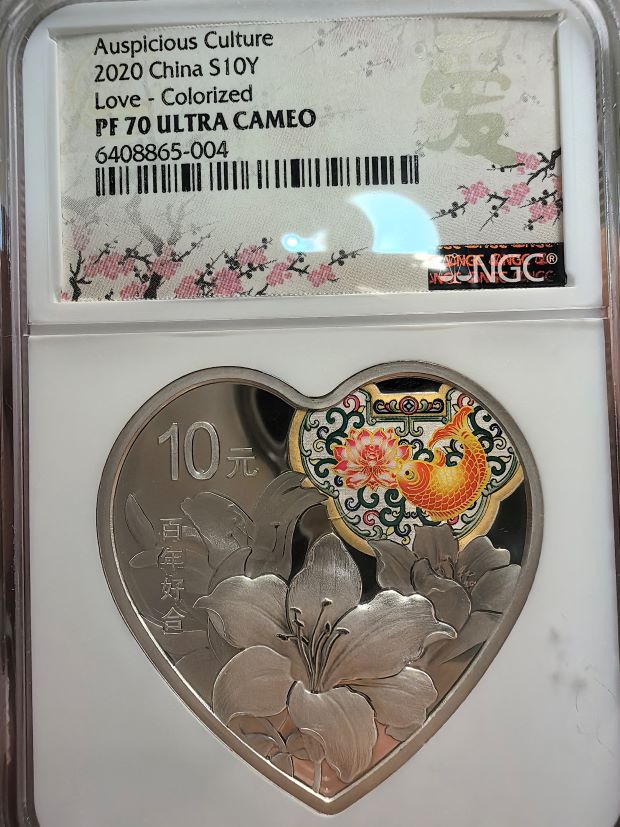 Auspicious Culture
2020 China S10Y
Love - Colorized
PF 70 ULTRA CAMEO
6408865-004
爱
NGC®
10元
百年好合